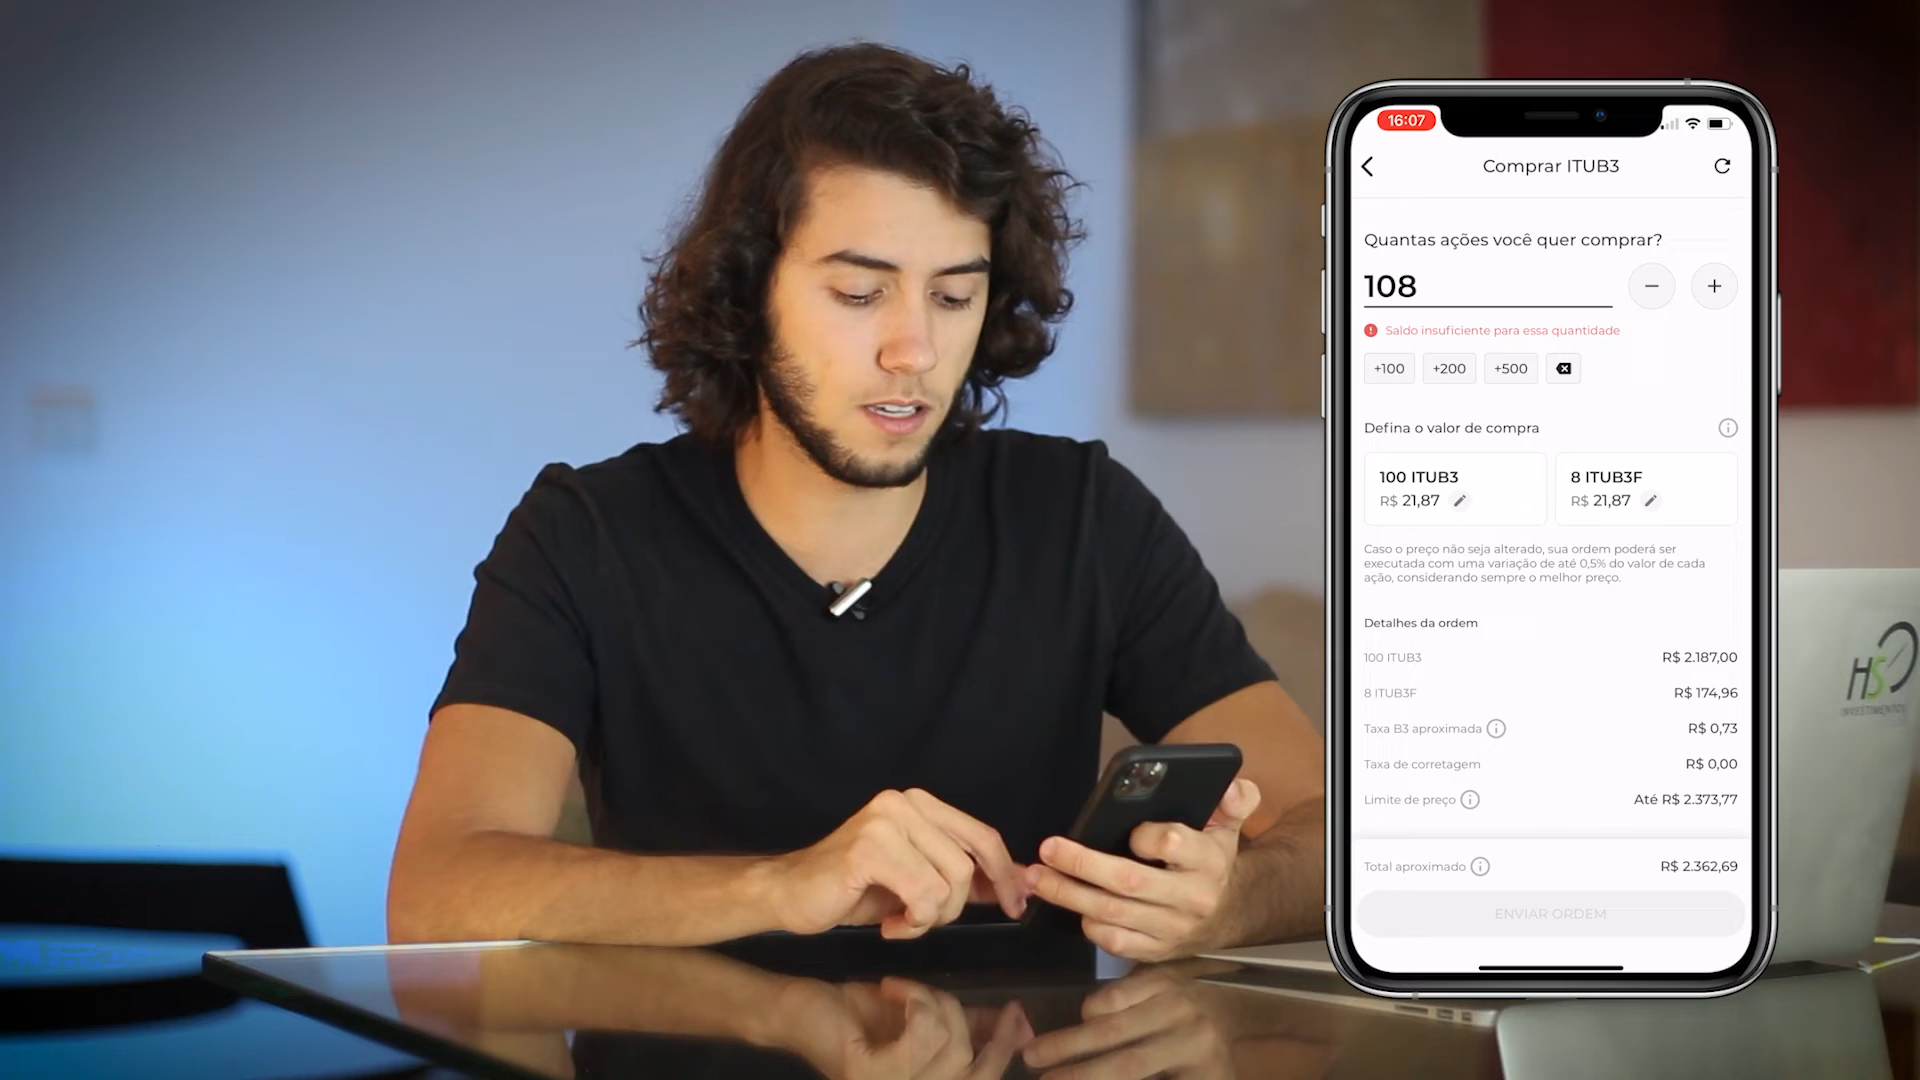 16:07
Comprar ITUB3
Quantas ações você quer comprar?
108
Saldo insuficiente para essa quantidade
+100 +200 +500
Defina o valor de compra
100 ITUB3
R$ 21,87
8 ITUB3F
R$ 21,87
Caso o preço não seja alterado, sua ordem poderá ser
executada com uma variação de até 0,5% do valor de cada
ação, considerando sempre o melhor preço.
Detalhes da ordem
100 ITUB3 R$ 2.187,00
8 ITUB3F R$ 174,96
Taxa B3 aproximada R$ 0,73
Taxa de corretagem R$ 0,00
Limite de preço Até R$ 2.373,77
Total aproximado R$ 2.362,69
ENVIAR ORDEM
HS
INVESTIMENTOS